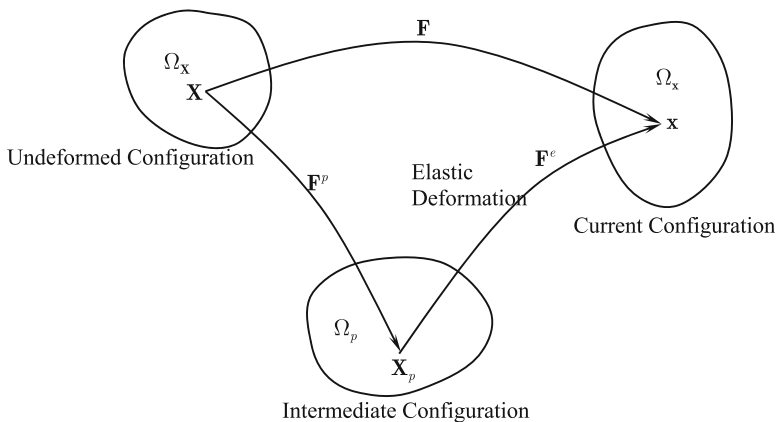 F
Ω_X
X
Ω_x
x
Undeformed Configuration
F^p
Elastic
Deformation
F^e
Current Configuration
Ω_p
X_p
Intermediate Configuration